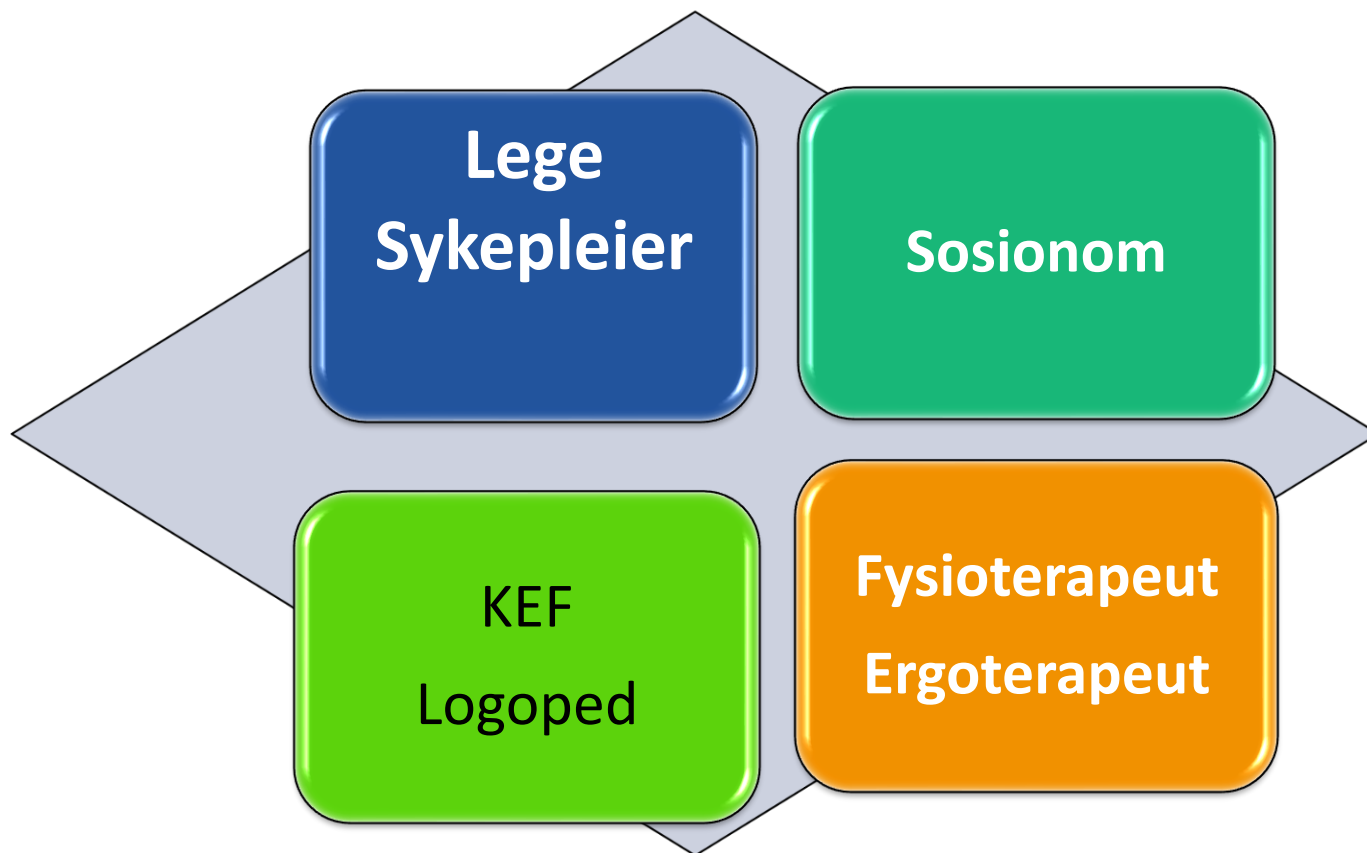 Lege
Sykepleier
Sosionom
KEF
Logoped
Fysioterapeut
Ergoterapeut